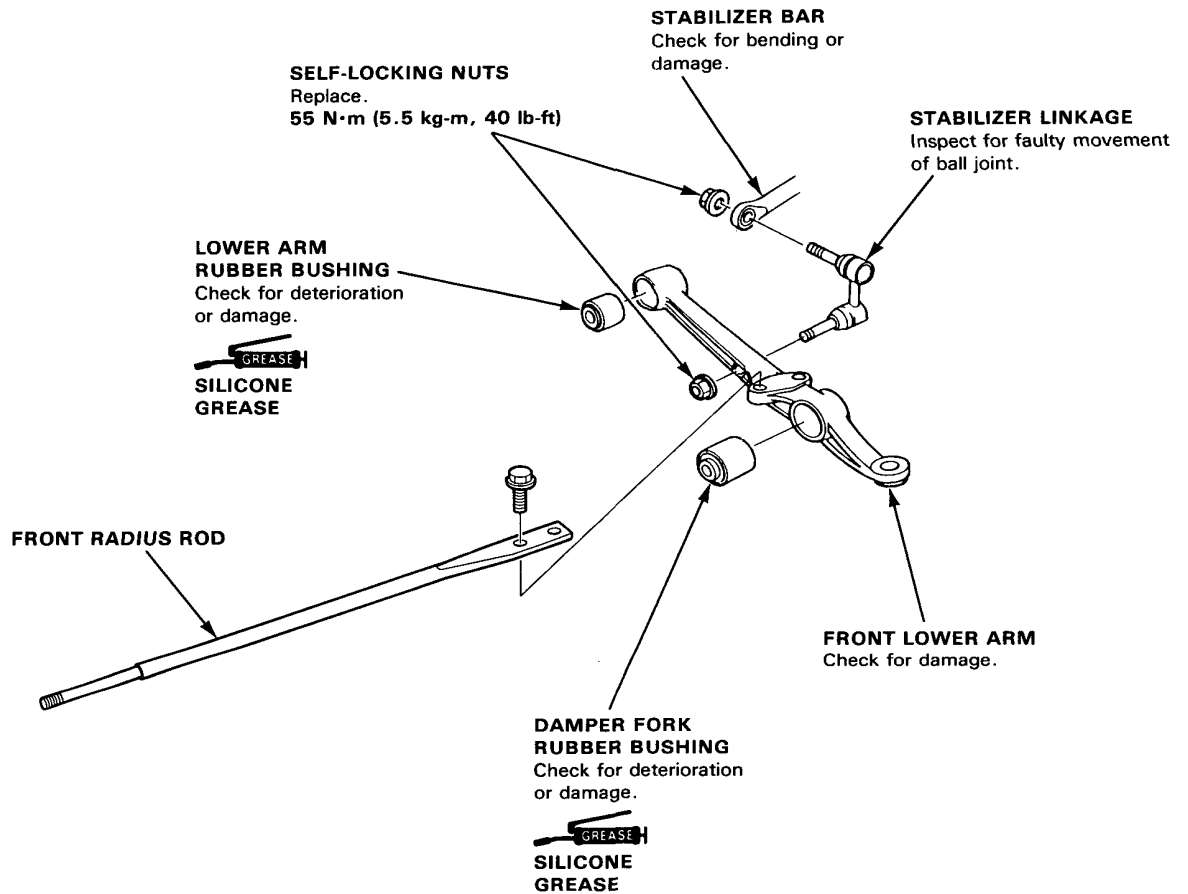 STABILIZER BAR
Check for bending or
damage.
SELF-LOCKING NUTS
Replace.
55 N·m (5.5 kg-m, 40 lb-ft)
STABILIZER LINKAGE
Inspect for faulty movement
of ball joint.
LOWER ARM
RUBBER BUSHING
Check for deterioration
or damage.
GREASE
SILICONE
GREASE
FRONT RADIUS ROD
FRONT LOWER ARM
Check for damage.
DAMPER FORK
RUBBER BUSHING
Check for deterioration
or damage.
GREASE
SILICONE
GREASE